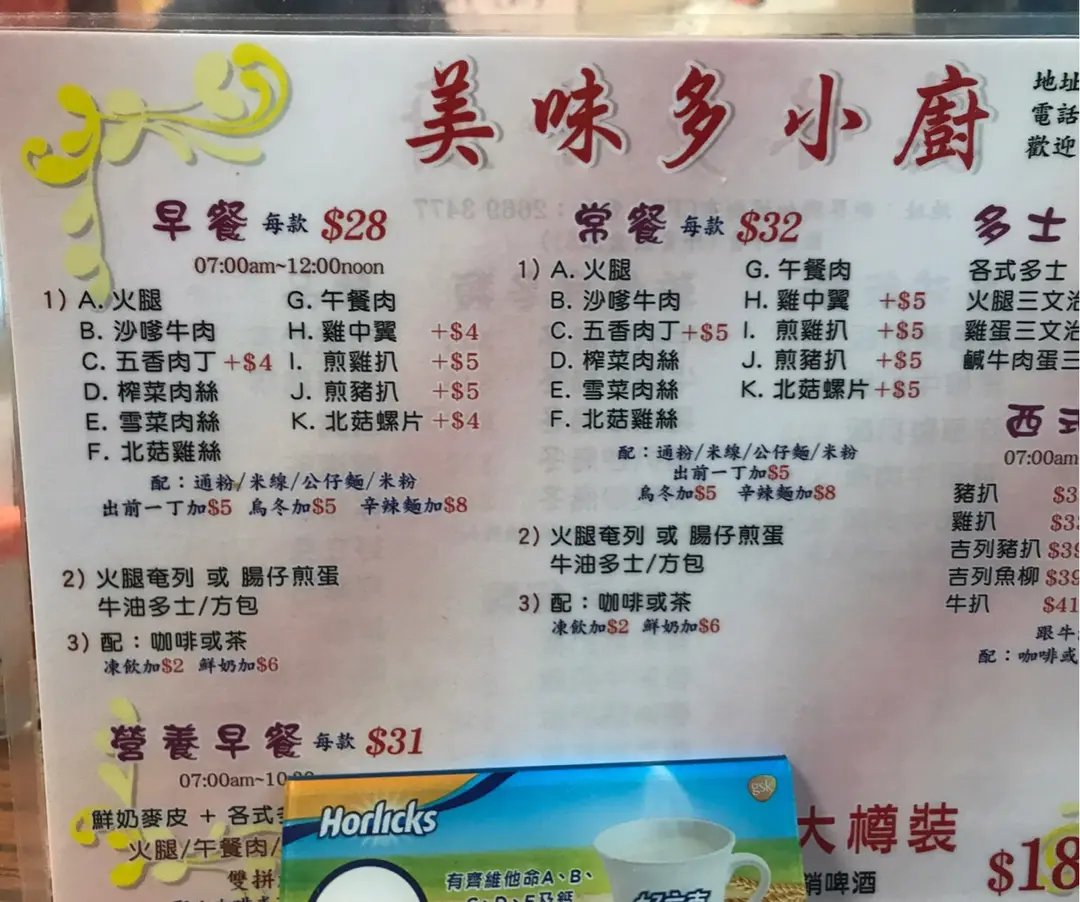 美味多小廚
地址
電話
歡迎
早餐 每款 $28
07:00am~12:00noon
1) A. 火腿 G. 午餐肉
B. 沙嗲牛肉 H. 雞中翼 +$4
C. 五香肉丁 +$4 I. 煎雞扒 +$5
D. 榨菜肉絲 J. 煎豬扒 +$5
E. 雪菜肉絲 K. 北菇螺片 +$4
F. 北菇雞絲
配：通粉/米線/公仔麵/米粉
出前一丁加$5 烏冬加$5 辛辣麵加$8
2) 火腿奄列 或 腸仔煎蛋
牛油多士/方包
3) 配：咖啡或茶
凍飲加$2 鮮奶加$6
營養早餐 每款 $31
07:00am~10
鮮奶麥皮 + 各式
火腿/午餐肉/
雙拼
常餐 每款 $32
1) A. 火腿 G. 午餐肉
B. 沙嗲牛肉 H. 雞中翼 +$5
C. 五香肉丁 +$5 I. 煎雞扒 +$5
D. 榨菜肉絲 J. 煎豬扒 +$5
E. 雪菜肉絲 K. 北菇螺片 +$5
F. 北菇雞絲
配：通粉/米線/公仔麵/米粉
出前一丁加$5
烏冬加$5 辛辣麵加$8
2) 火腿奄列 或 腸仔煎蛋
牛油多士/方包
3) 配：咖啡或茶
凍飲加$2 鮮奶加$6
多士
各式多士
火腿三文治
雞蛋三文治
鹹牛肉蛋三
西式
07:00am
豬扒 $3
雞扒 $3
吉列豬扒 $39
吉列魚柳 $39
牛扒 $41
跟牛
配：咖啡或
Horlicks
gsk
有齊維他命A、B、
C、D、E及鈣
大樽裝
啤酒 $18